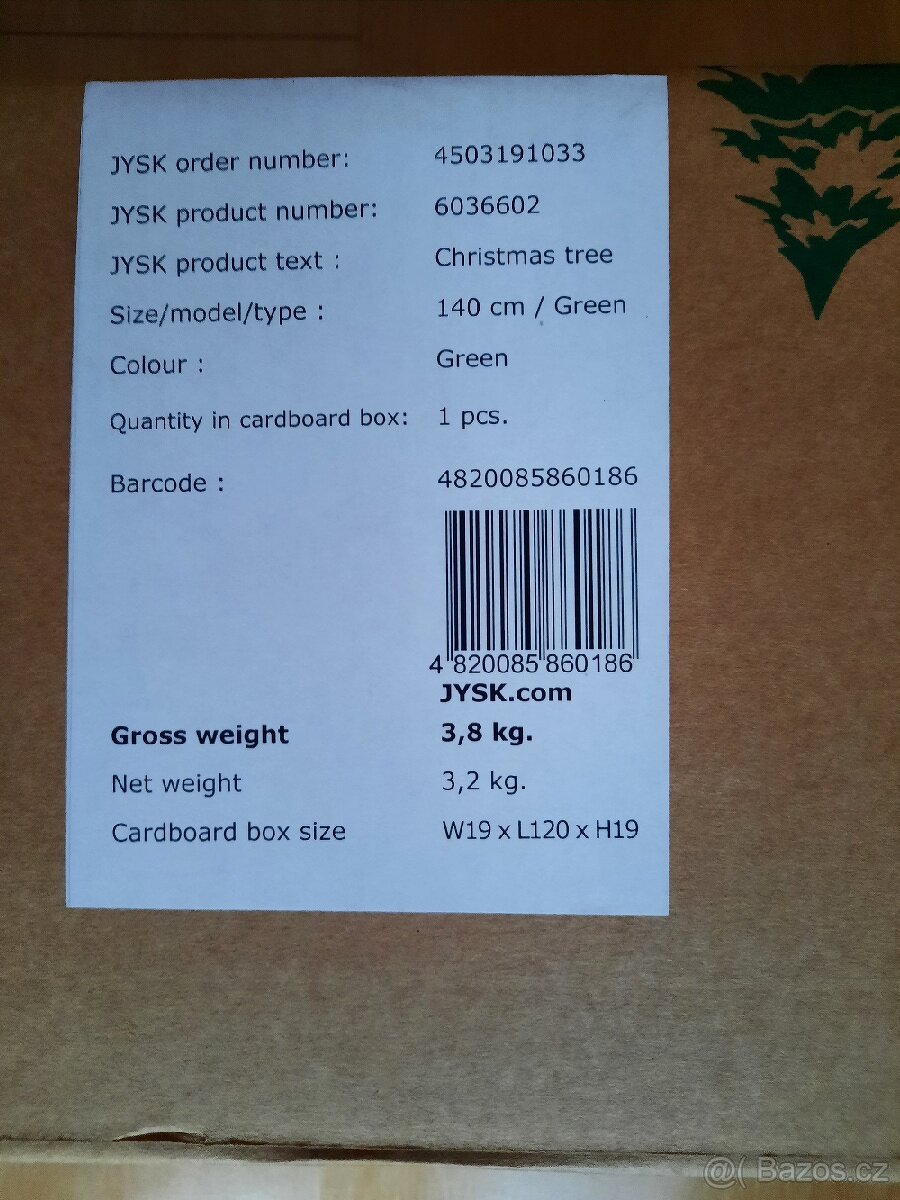 JYSK order number: 4503191033
JYSK product number: 6036602
JYSK product text : Christmas tree
Size/model/type : 140 cm / Green
Colour : Green
Quantity in cardboard box: 1 pcs.
Barcode : 4820085860186
4 820085 860186
JYSK.com
Gross weight 3,8 kg.
Net weight 3,2 kg.
Cardboard box size W19 x L120 x H19
@( Bazos.cz